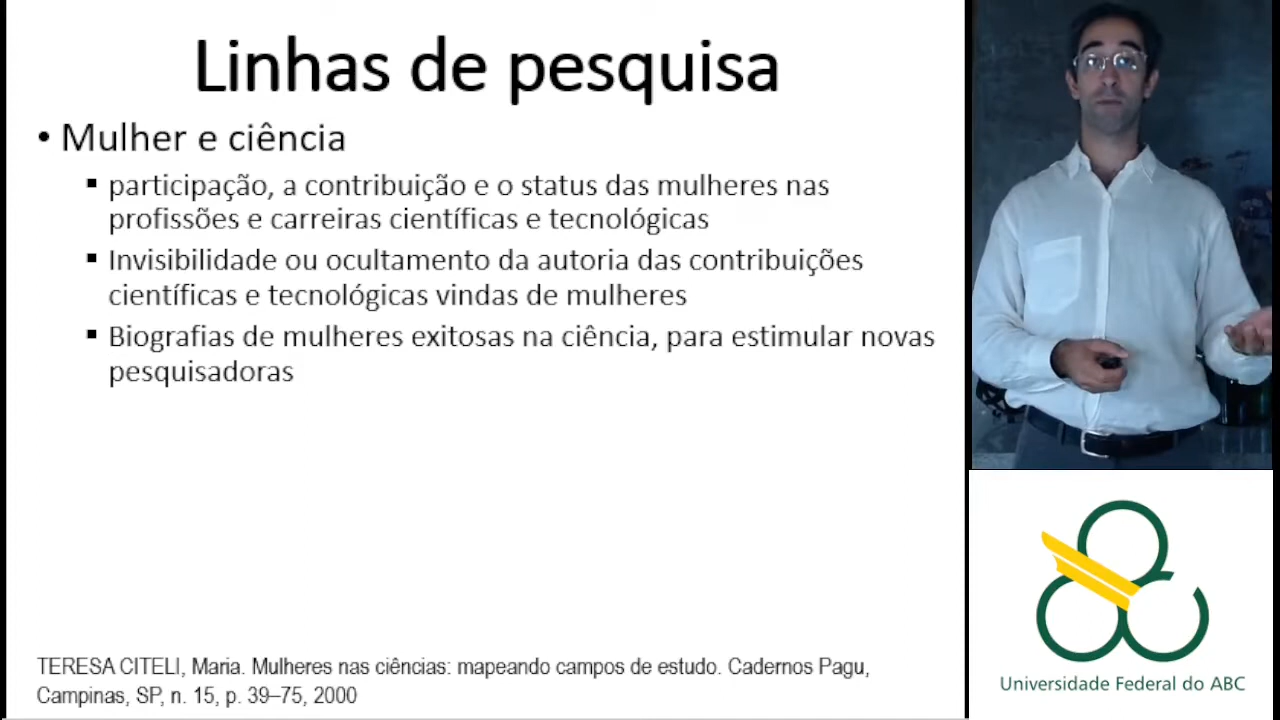 Linhas de pesquisa
• Mulher e ciência
▪ participação, a contribuição e o status das mulheres nas
profissões e carreiras científicas e tecnológicas
▪ Invisibilidade ou ocultamento da autoria das contribuições
científicas e tecnológicas vindas de mulheres
▪ Biografias de mulheres exitosas na ciência, para estimular novas
pesquisadoras
TERESA CITELI, Maria. Mulheres nas ciências: mapeando campos de estudo. Cadernos Pagu,
Campinas, SP, n. 15, p. 39–75, 2000
Universidade Federal do ABC